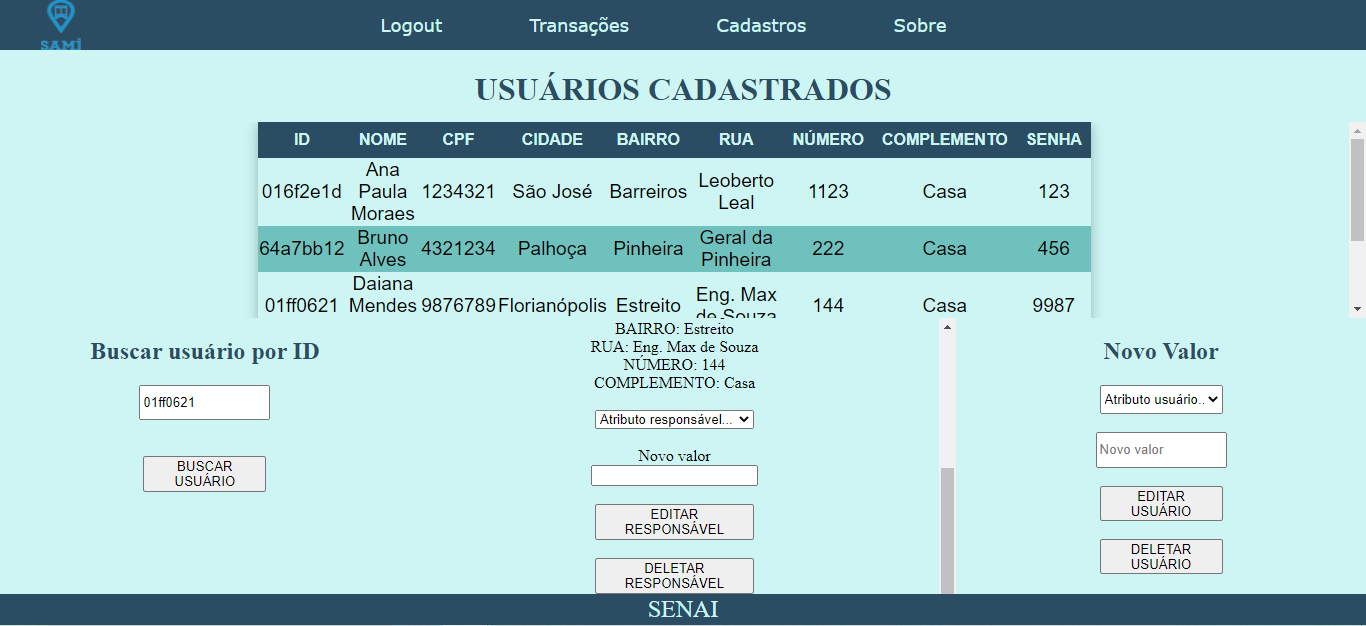 SAMi
Logout Transações Cadastros Sobre
USUÁRIOS CADASTRADOS
ID NOME CPF CIDADE BAIRRO RUA NÚMERO COMPLEMENTO SENHA
016f2e1d Ana Paula Moraes 1234321 São José Barreiros Leoberto Leal 1123 Casa 123
64a7bb12 Bruno Alves 4321234 Palhoça Pinheira Geral da Pinheira 222 Casa 456
01ff0621 Daiana Mendes 9876789 Florianópolis Estreito Eng. Max de Souza 144 Casa 9987
Buscar usuário por ID
01ff0621
BUSCAR
USUÁRIO
BAIRRO: Estreito
RUA: Eng. Max de Souza
NÚMERO: 144
COMPLEMENTO: Casa
Atributo responsável...
Novo valor
EDITAR
RESPONSÁVEL
DELETAR
RESPONSÁVEL
Novo Valor
Atributo usuário..
Novo valor
EDITAR
USUÁRIO
DELETAR
USUÁRIO
SENAI